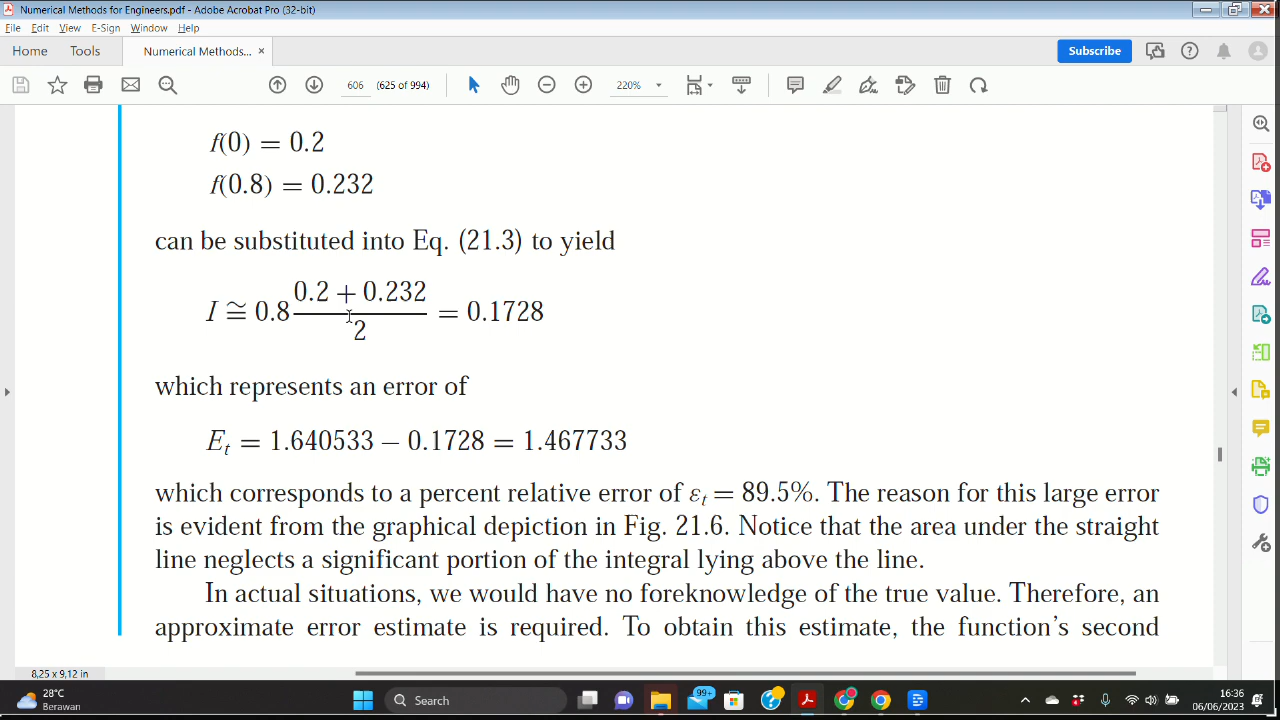 Numerical Methods for Engineers.pdf - Adobe Acrobat Pro (32-bit)
File Edit View E-Sign Window Help
Home Tools Numerical Methods... × Subscribe
606 (625 of 994) 220%
f(0) = 0.2
f(0.8) = 0.232
can be substituted into Eq. (21.3) to yield
I ≅ 0.8 (0.2 + 0.232)/2 = 0.1728
which represents an error of
Eₜ = 1.640533 − 0.1728 = 1.467733
which corresponds to a percent relative error of εₜ = 89.5%. The reason for this large error
is evident from the graphical depiction in Fig. 21.6. Notice that the area under the straight
line neglects a significant portion of the integral lying above the line.
In actual situations, we would have no foreknowledge of the true value. Therefore, an
approximate error estimate is required. To obtain this estimate, the function’s second
8,25 x 9,12 in
28°C
Berawan
Search
99+
16:36
06/06/2023